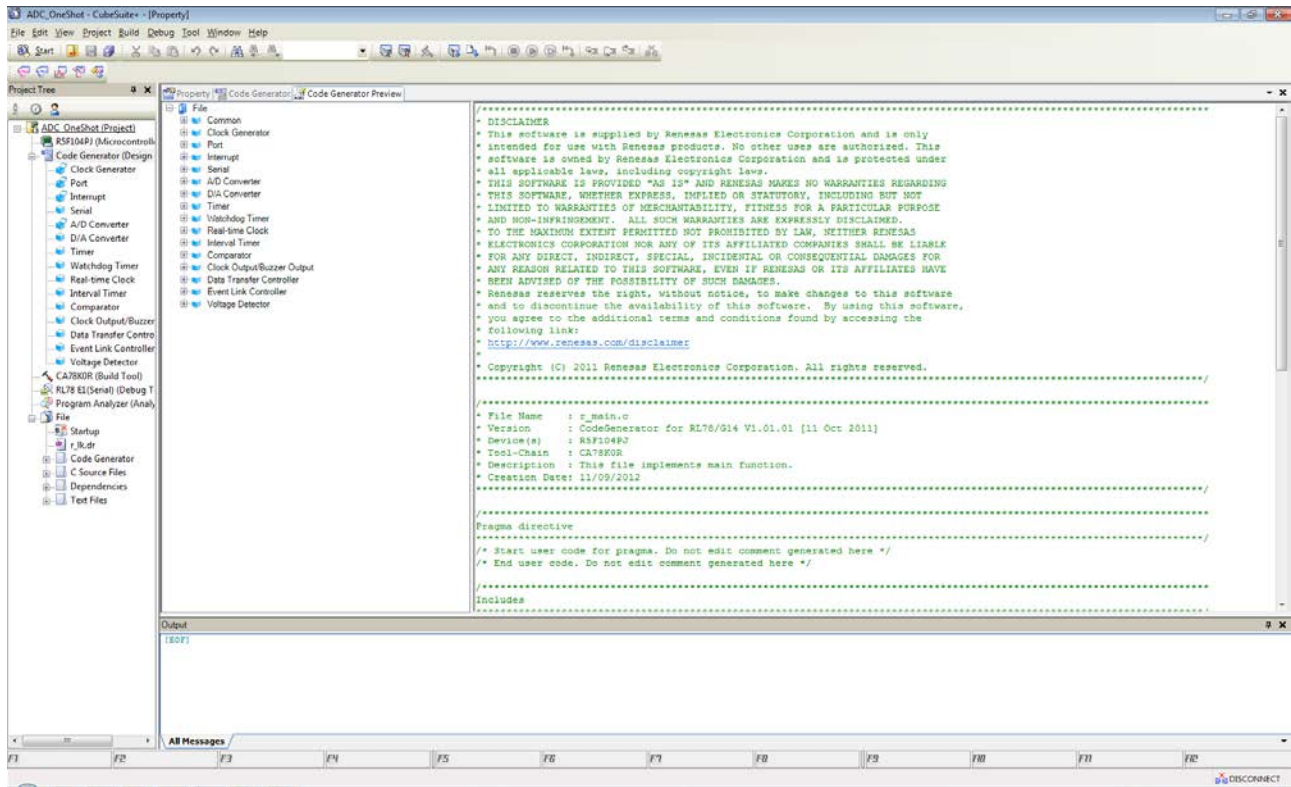 ADC_OneShot - CubeSuite+ - [Property]
File Edit View Project Build Debug Tool Window Help
Start
Project Tree
Property Code Generator Code Generator Preview
ADC_OneShot (Project)
R5F104PJ (Microcontroll
Code Generator (Design
Clock Generator
Port
Interrupt
Serial
A/D Converter
D/A Converter
Timer
Watchdog Timer
Real-time Clock
Interval Timer
Comparator
Clock Output/Buzzer
Data Transfer Contro
Event Link Controller
Voltage Detector
CA78K0R (Build Tool)
RL78 E1(Serial) (Debug T
Program Analyzer (Analy
File
Startup
r_lk.dr
Code Generator
C Source Files
Dependencies
Text Files
File
Common
Clock Generator
Port
Interrupt
Serial
A/D Converter
D/A Converter
Timer
Watchdog Timer
Real-time Clock
Interval Timer
Comparator
Clock Output/Buzzer Output
Data Transfer Controller
Event Link Controller
Voltage Detector
* DISCLAIMER
* This software is supplied by Renesas Electronics Corporation and is only
* intended for use with Renesas products. No other uses are authorized. This
* software is owned by Renesas Electronics Corporation and is protected under
* all applicable laws, including copyright laws.
* THIS SOFTWARE IS PROVIDED "AS IS" AND RENESAS MAKES NO WARRANTIES REGARDING
* THIS SOFTWARE, WHETHER EXPRESS, IMPLIED OR STATUTORY, INCLUDING BUT NOT
* LIMITED TO WARRANTIES OF MERCHANTABILITY, FITNESS FOR A PARTICULAR PURPOSE
* AND NON-INFRINGEMENT. ALL SUCH WARRANTIES ARE EXPRESSLY DISCLAIMED.
* TO THE MAXIMUM EXTENT PERMITTED NOT PROHIBITED BY LAW, NEITHER RENESAS
* ELECTRONICS CORPORATION NOR ANY OF ITS AFFILIATED COMPANIES SHALL BE LIABLE
* FOR ANY DIRECT, INDIRECT, SPECIAL, INCIDENTAL OR CONSEQUENTIAL DAMAGES FOR
* ANY REASON RELATED TO THIS SOFTWARE, EVEN IF RENESAS OR ITS AFFILIATES HAVE
* BEEN ADVISED OF THE POSSIBILITY OF SUCH DAMAGES.
* Renesas reserves the right, without notice, to make changes to this software
* and to discontinue the availability of this software. By using this software,
* you agree to the additional terms and conditions found by accessing the
* following link:
* http://www.renesas.com/disclaimer
*
* Copyright (C) 2011 Renesas Electronics Corporation. All rights reserved.
* File Name : r_main.c
* Version : CodeGenerator for RL78/G14 V1.01.01 [11 Oct 2011]
* Device(s) : R5F104PJ
* Tool-Chain : CA78K0R
* Description : This file implements main function.
* Creation Date: 11/09/2012
Pragma directive
/* Start user code for pragma. Do not edit comment generated here */
/* End user code. Do not edit comment generated here */
Includes
Output
[EOF]
All Messages
F1 F2 F3 F4 F5 F6 F7 F8 F9 F10 F11 F12
DISCONNECT